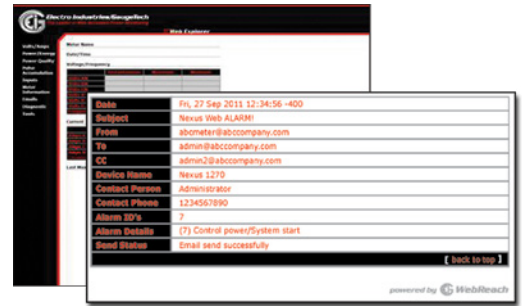 Electro Industries/GaugeTech
Web Explorer
Volts/Amps
Power/Energy
Power Quality
Pulse
Accumulation
Inputs
Meter
Information
Emails
Diagnostic
Tools
Meter Name
Date/Time
Voltage/Frequency
Current
Date Fri, 27 Sep 2011 12:34:56 -400
Subject Nexus Web ALARM!
From abometer@abccompany.com
To admin@abccompany.com
CC admin2@abccompany.com
Device Name Nexus 1270
Contact Person Administrator
Contact Phone 1234567890
Alarm ID's 7
Alarm Details (7) Control power/System start
Send Status Email send successfully
[ back to top ]
powered by WebReach